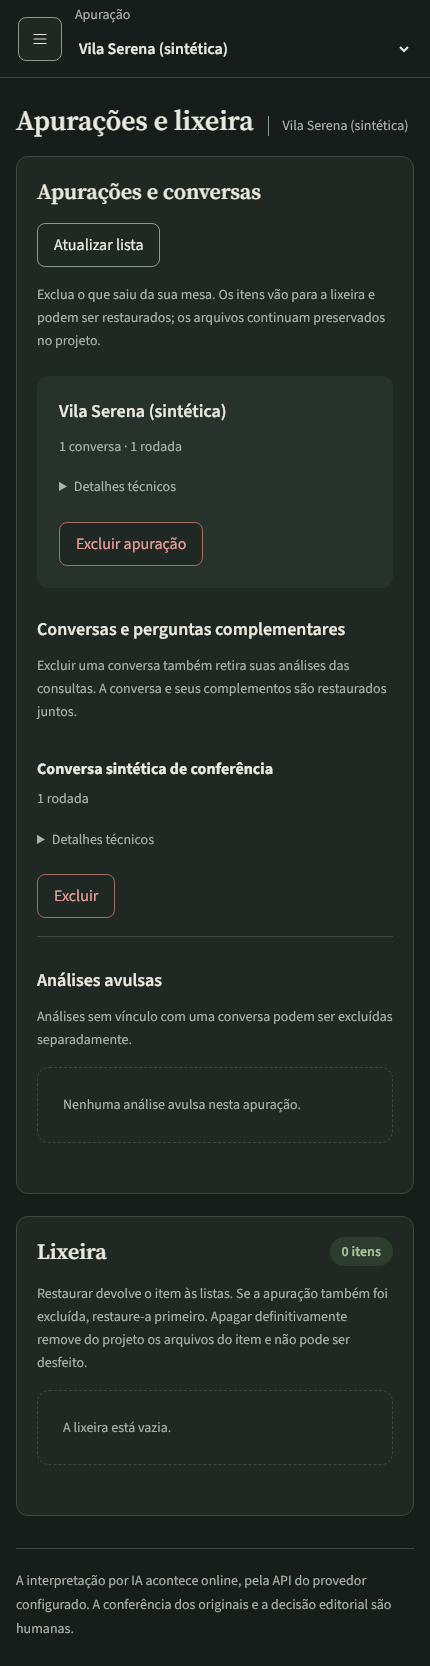 Apuração
Vila Serena (sintética)
Apurações e lixeira
Vila Serena (sintética)
Apurações e conversas
Atualizar lista
Exclua o que saiu da sua mesa. Os itens vão para a lixeira e
podem ser restaurados; os arquivos continuam preservados
no projeto.
Vila Serena (sintética)
1 conversa · 1 rodada
Detalhes técnicos
Excluir apuração
Conversas e perguntas complementares
Excluir uma conversa também retira suas análises das
consultas. A conversa e seus complementos são restaurados
juntos.
Conversa sintética de conferência
1 rodada
Detalhes técnicos
Excluir
Análises avulsas
Análises sem vínculo com uma conversa podem ser excluídas
separadamente.
Nenhuma análise avulsa nesta apuração.
Lixeira
0 itens
Restaurar devolve o item às listas. Se a apuração também foi
excluída, restaure-a primeiro. Apagar definitivamente
remove do projeto os arquivos do item e não pode ser
desfeito.
A lixeira está vazia.
A interpretação por IA acontece online, pela API do provedor
configurado. A conferência dos originais e a decisão editorial são
humanas.